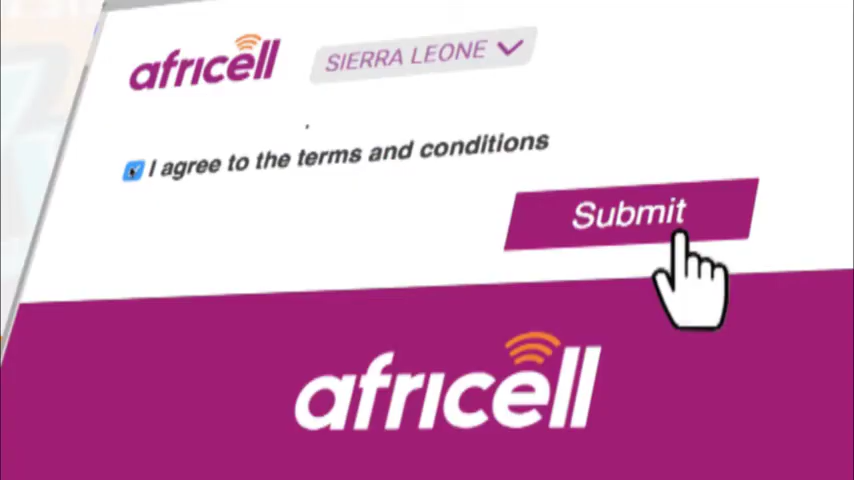 africell
SIERRA LEONE
I agree to the terms and conditions
Submit
africell